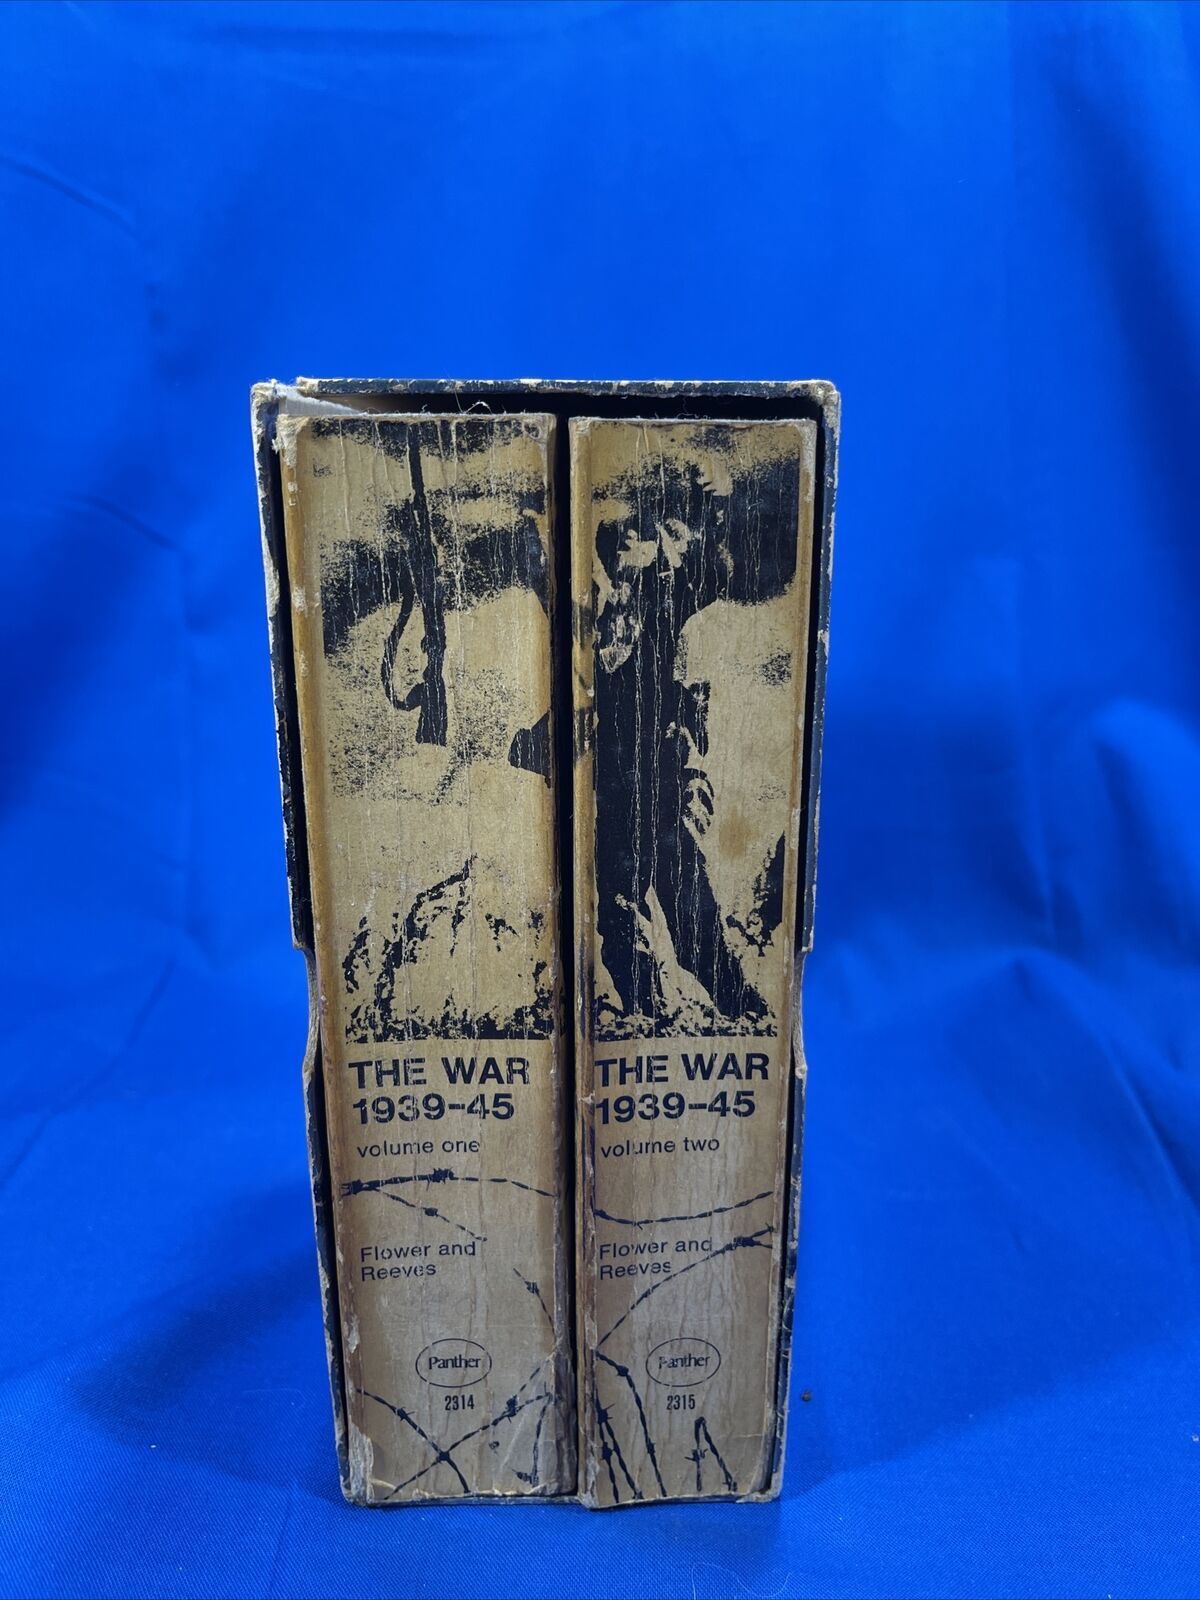 THE WAR
1939-45
volume one
Flower and
Reeves
Panther
2314
THE WAR
1939-45
volume two
Flower and
Reeves
Panther
2315